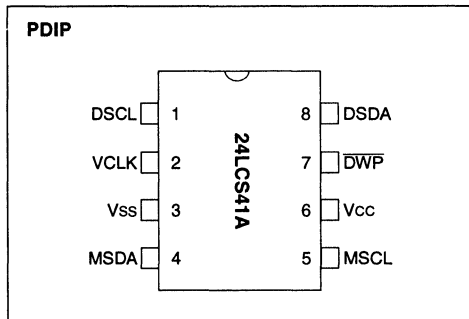 PDIP
DSCL 1 8 DSDA
VCLK 2 7 DWP
Vss 3 6 Vcc
MSDA 4 5 MSCL
24LCS41A